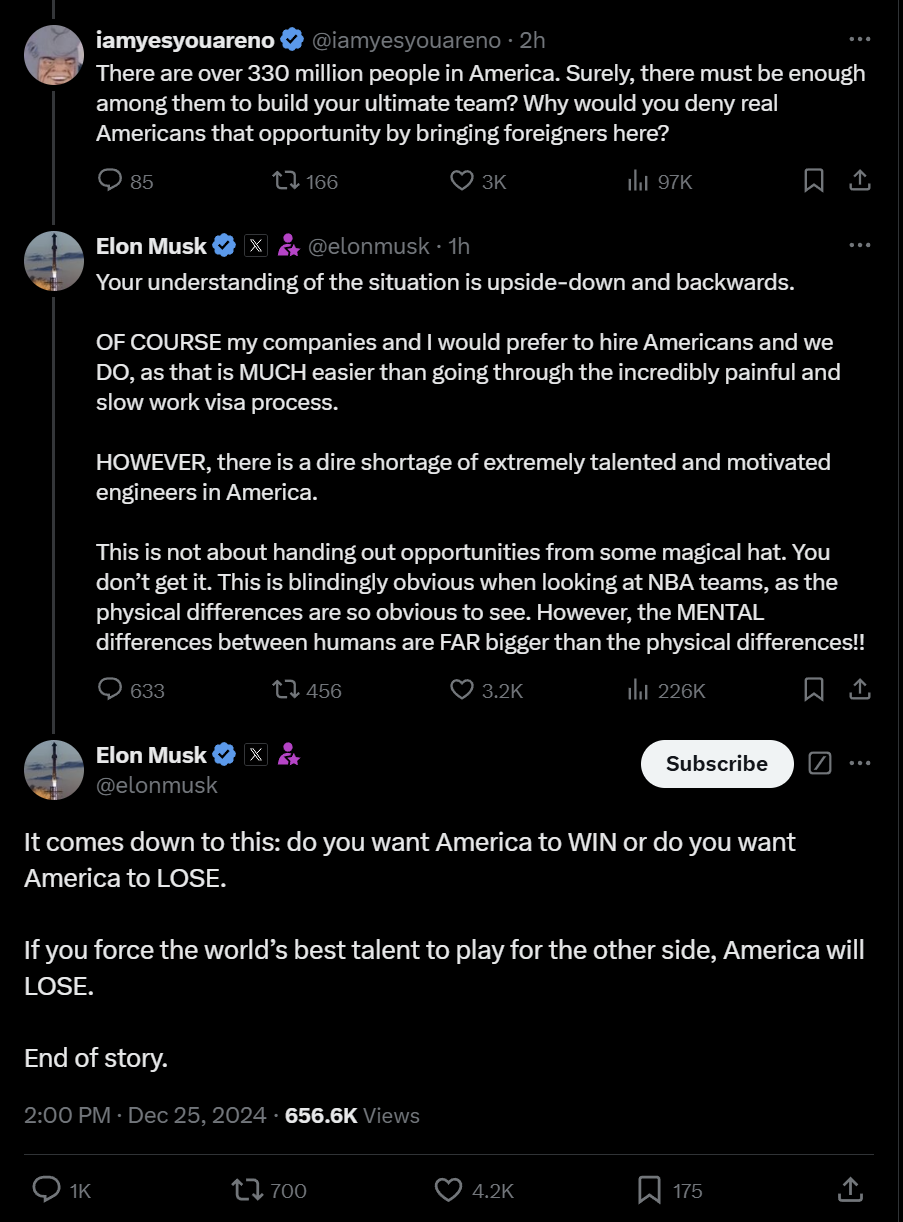 iamyesyouareno @iamyesyouareno · 2h
There are over 330 million people in America. Surely, there must be enough
among them to build your ultimate team? Why would you deny real
Americans that opportunity by bringing foreigners here?
85 166 3K 97K
Elon Musk @elonmusk · 1h
Your understanding of the situation is upside-down and backwards.
OF COURSE my companies and I would prefer to hire Americans and we
DO, as that is MUCH easier than going through the incredibly painful and
slow work visa process.
HOWEVER, there is a dire shortage of extremely talented and motivated
engineers in America.
This is not about handing out opportunities from some magical hat. You
don’t get it. This is blindingly obvious when looking at NBA teams, as the
physical differences are so obvious to see. However, the MENTAL
differences between humans are FAR bigger than the physical differences!!
633 456 3.2K 226K
Elon Musk
@elonmusk
Subscribe
It comes down to this: do you want America to WIN or do you want
America to LOSE.
If you force the world’s best talent to play for the other side, America will
LOSE.
End of story.
2:00 PM · Dec 25, 2024 · 656.6K Views
1K 700 4.2K 175